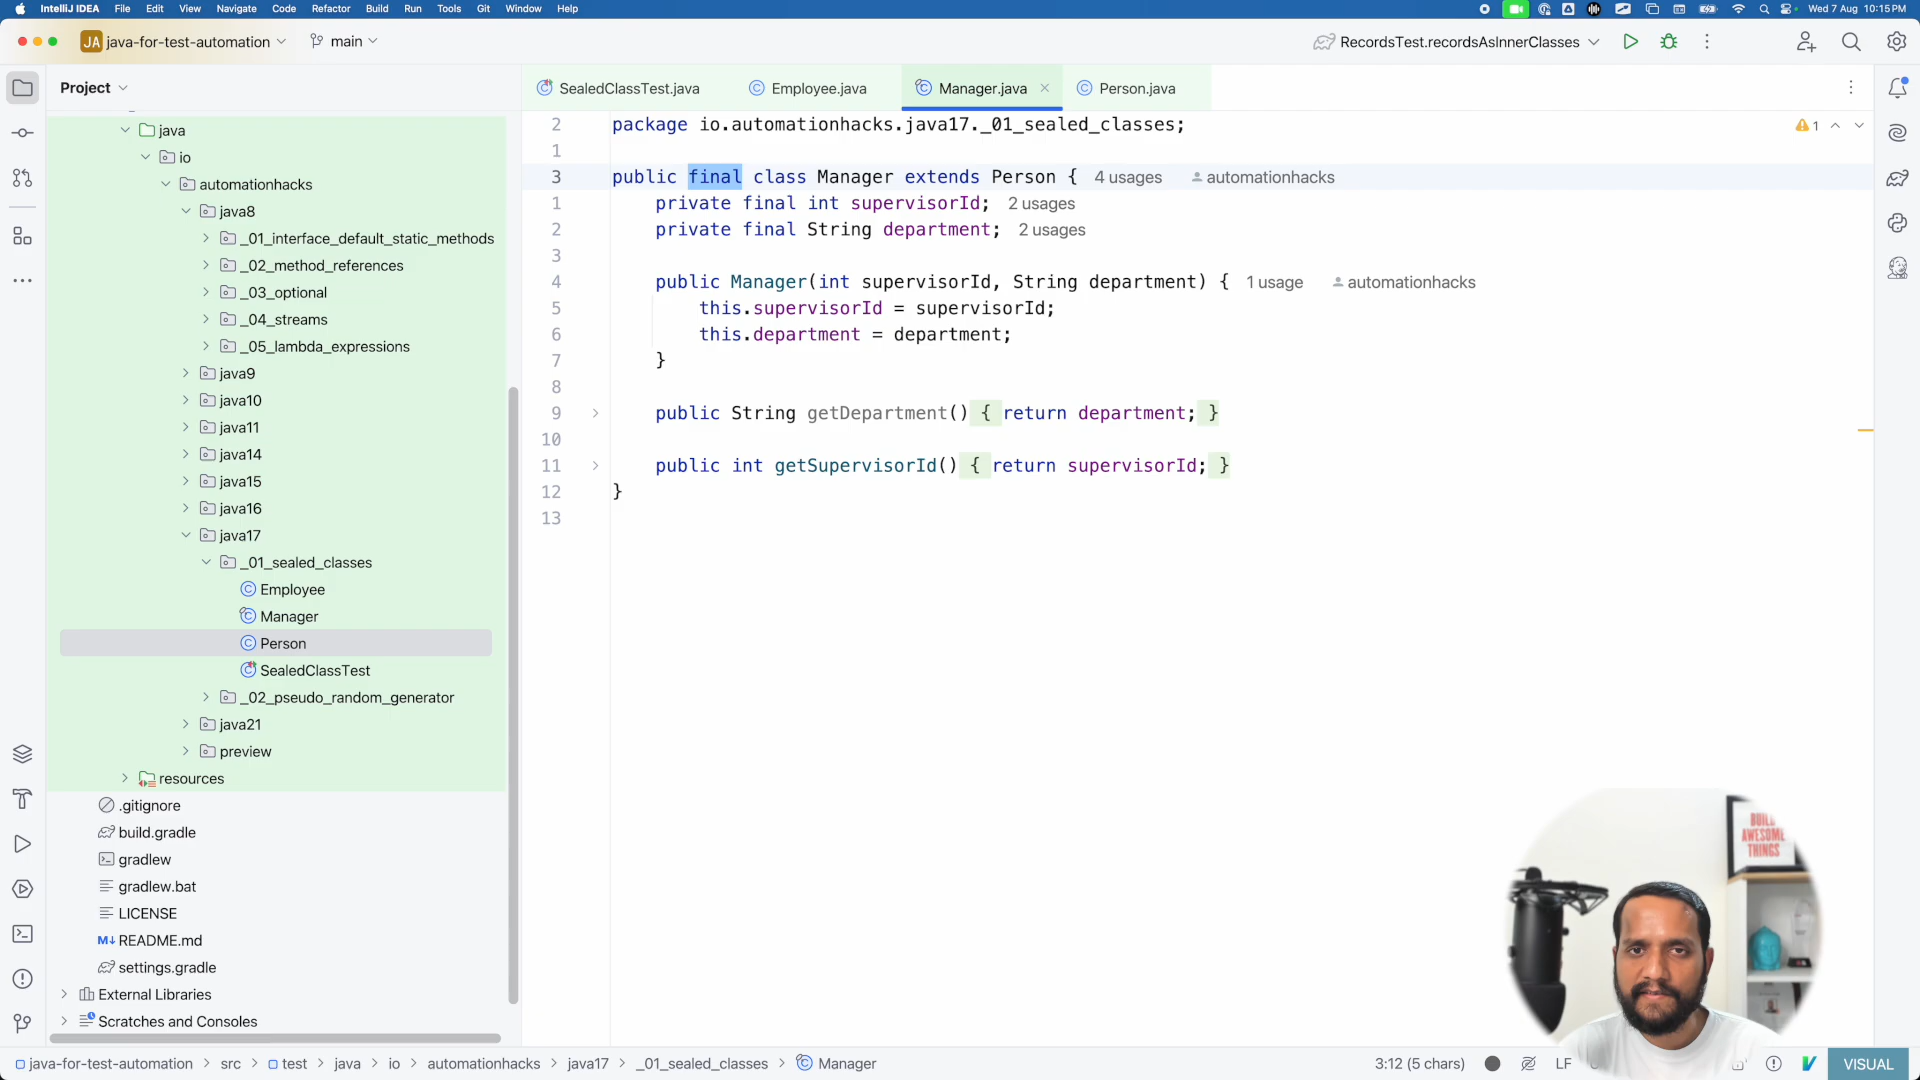 IntelliJ IDEA File Edit View Navigate Code Refactor Build Run Tools Git Window Help Wed 7 Aug 10:15 PM
JA java-for-test-automation main RecordsTest.recordsAsInnerClasses
Project SealedClassTest.java Employee.java Manager.java Person.java
java
io
automationhacks
java8
_01_interface_default_static_methods
_02_method_references
_03_optional
_04_streams
_05_lambda_expressions
java9
java10
java11
java14
java15
java16
java17
_01_sealed_classes
Employee
Manager
Person
SealedClassTest
_02_pseudo_random_generator
java21
preview
resources
.gitignore
build.gradle
gradlew
gradlew.bat
LICENSE
README.md
settings.gradle
External Libraries
Scratches and Consoles
2 package io.automationhacks.java17._01_sealed_classes; 1
1
3 public final class Manager extends Person { 4 usages automationhacks
1 private final int supervisorId; 2 usages
2 private final String department; 2 usages
3
4 public Manager(int supervisorId, String department) { 1 usage automationhacks
5 this.supervisorId = supervisorId;
6 this.department = department;
7 }
8
9 public String getDepartment() { return department; }
10
11 public int getSupervisorId() { return supervisorId; }
12 }
13
BUILD
AWESOME
THINGS
java-for-test-automation > src > test > java > io > automationhacks > java17 > _01_sealed_classes > Manager 3:12 (5 chars) LF VISUAL